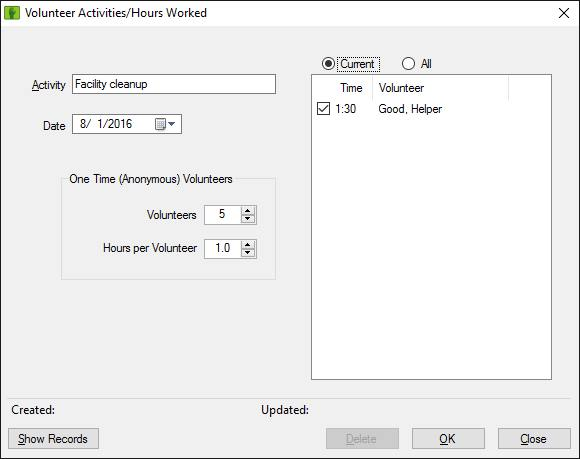 Volunteer Activities/Hours Worked
Current All
Activity Facility cleanup
Time Volunteer
1:30 Good, Helper
Date 8/ 1/2016
One Time (Anonymous) Volunteers
Volunteers 5
Hours per Volunteer 1.0
Created: Updated:
Show Records Delete OK Close